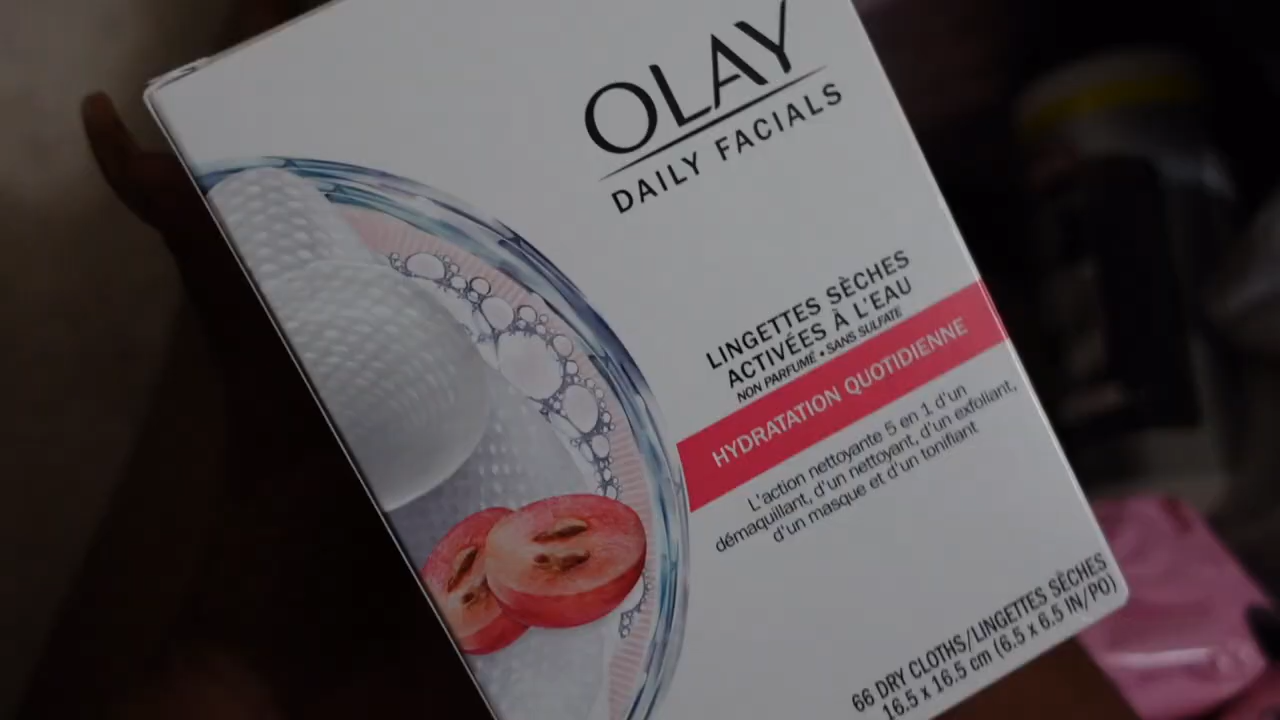 OLAY
DAILY FACIALS
LINGETTES SÈCHES
ACTIVÉES À L'EAU
NON PARFUMÉ • SANS SULFATE
HYDRATATION QUOTIDIENNE
L'action nettoyante 5 en 1 d'un
démaquillant, d'un nettoyant, d'un exfoliant,
d'un masque et d'un tonifiant
66 DRY CLOTHS/LINGETTES SÈCHES
16.5 x 16.5 cm (6.5 x 6.5 IN/PO)